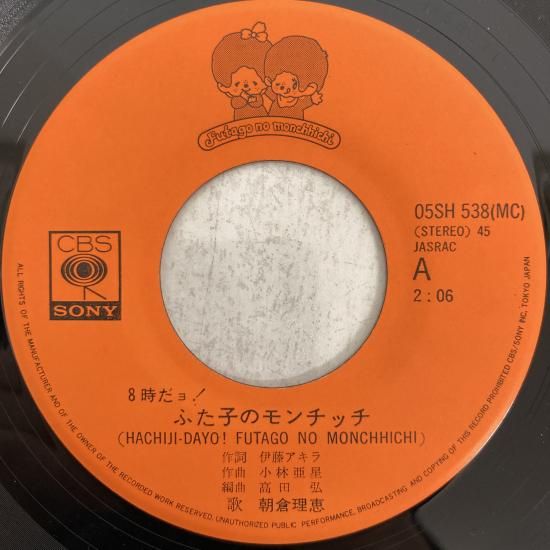 Futago no monchhichi
CBS
SONY
05SH 538(MC)
(STEREO) 45
JASRAC
A
2:06
8時だョ!
ふた子のモンチッチ
(HACHIJI-DAYO! FUTAGO NO MONCHHICHI)
作詞 伊藤アキラ
作曲 小林亜星
編曲 高田 弘
歌 朝倉理恵
ALL RIGHTS OF THE MANUFACTURER AND OF THE OWNER OF THE RECORDED WORK RESERVED. UNAUTHORIZED PUBLIC PERFORMANCE, BROADCASTING AND COPYING OF THIS RECORD PROHIBITED CBS/SONY INC, TOKYO JAPAN